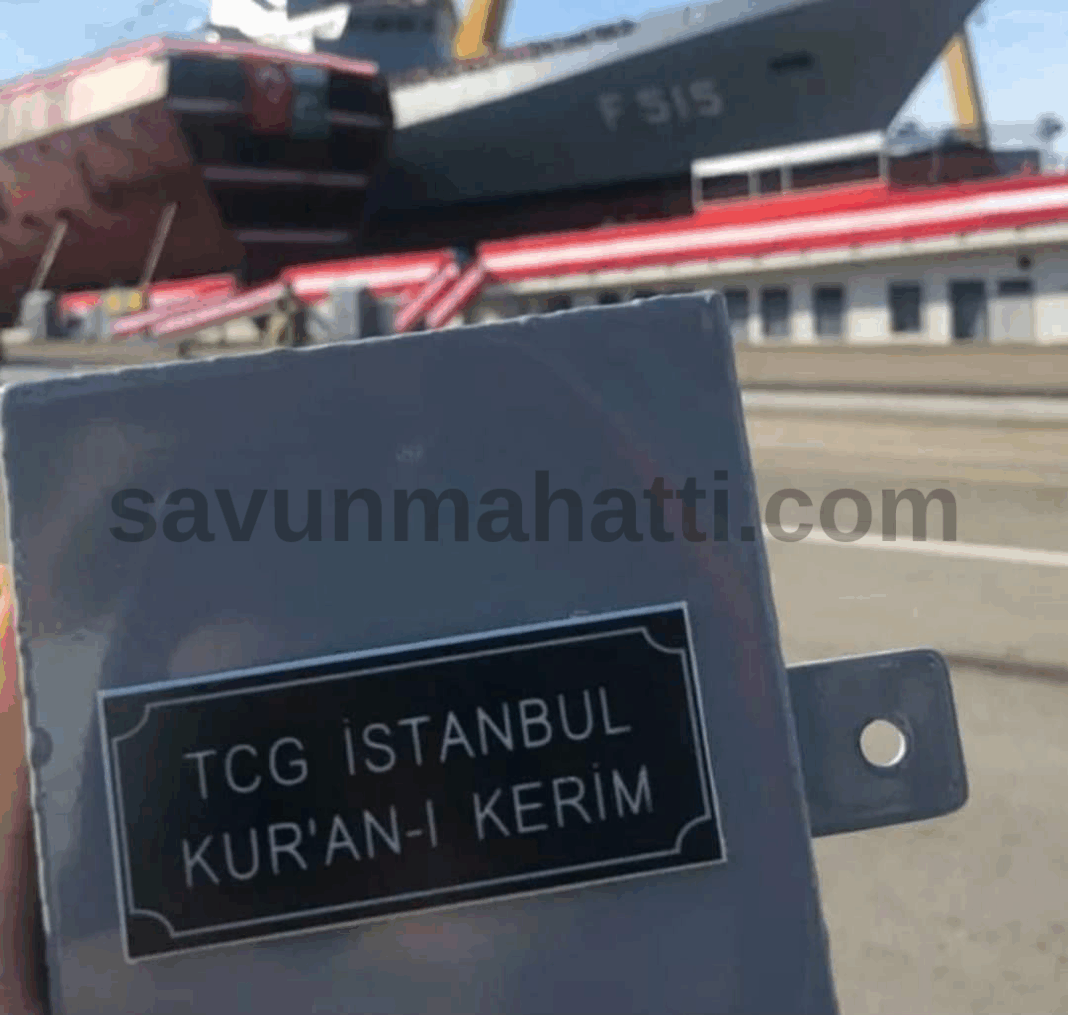 F 515
savunmahatti.com
TCG İSTANBUL
KUR'AN-I KERİM